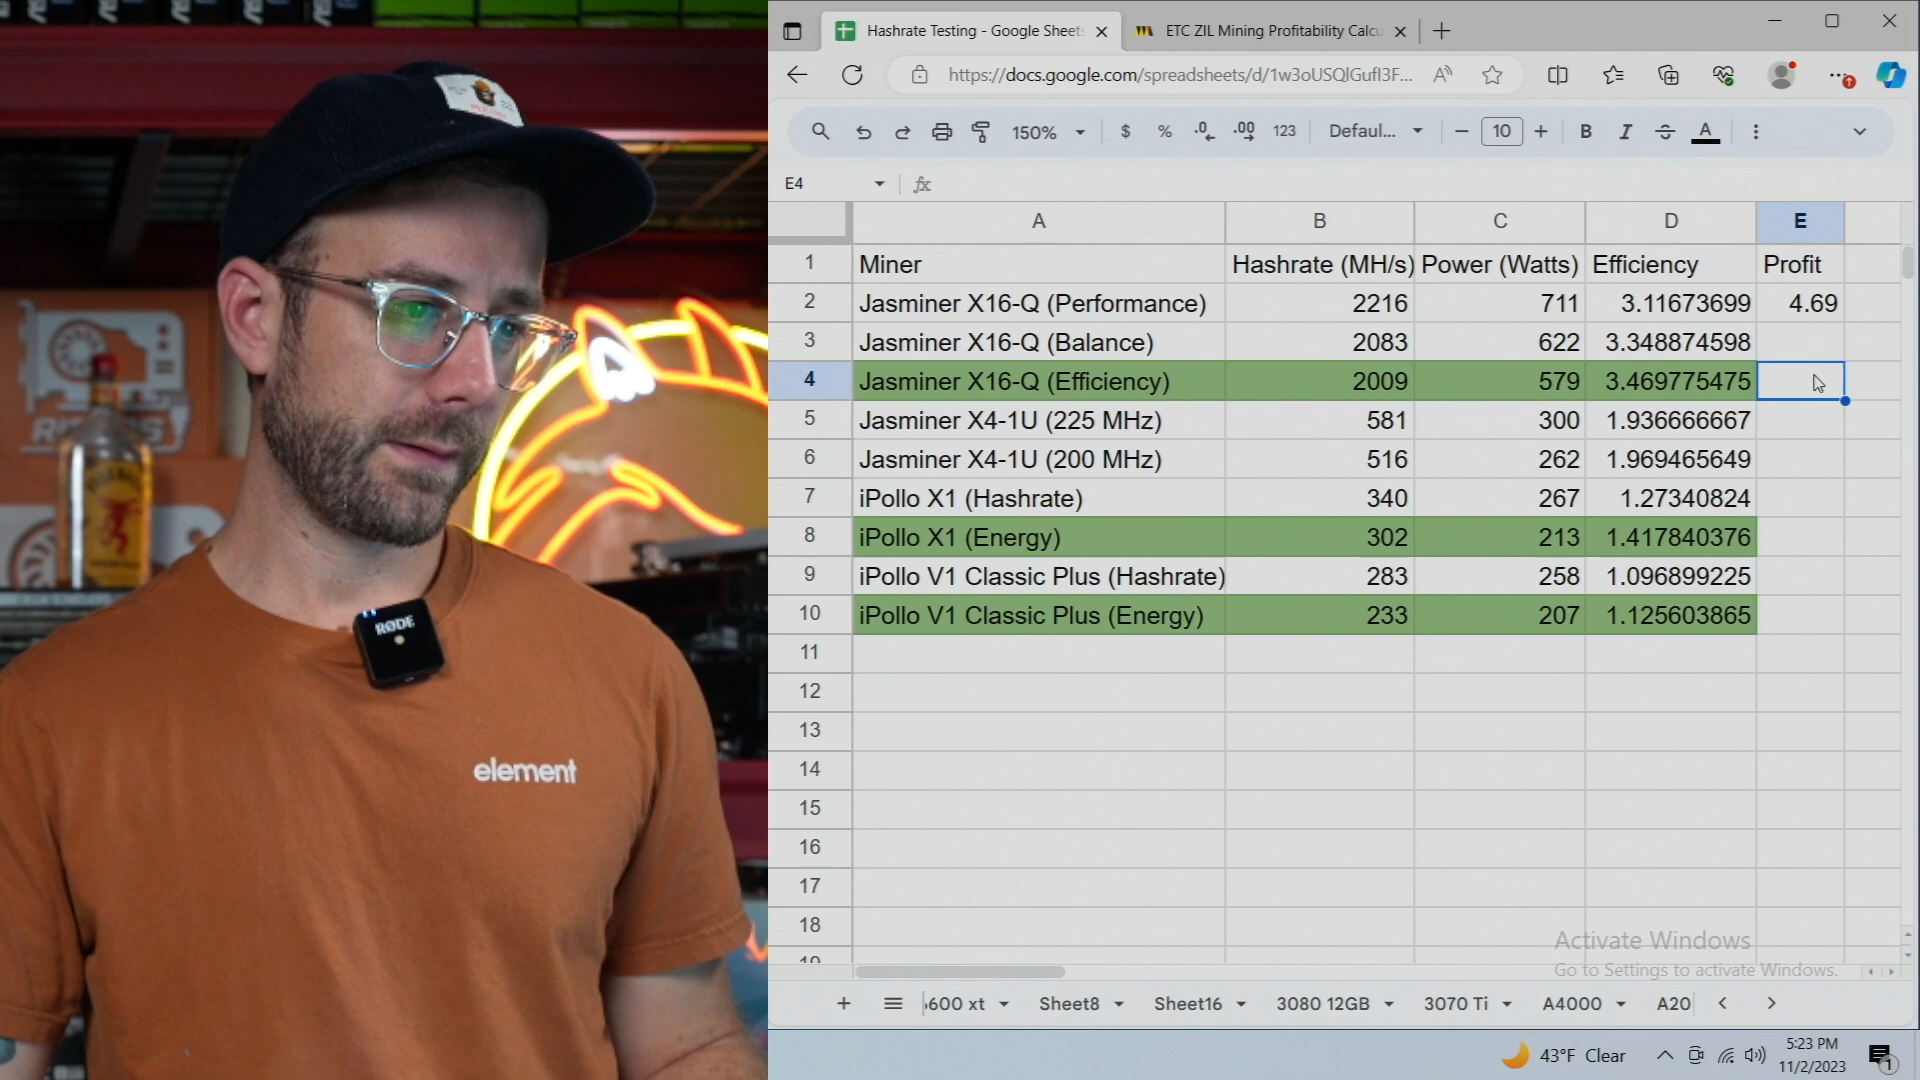 RØDE
element
Hashrate Testing - Google Sheets
ETC ZIL Mining Profitability Calcu
https://docs.google.com/spreadsheets/d/1w3oUSQlGufI3F...
150% $ % .0 .00 123 Defaul... 10 B I A
E4 fx
A B C D E
1 Miner Hashrate (MH/s) Power (Watts) Efficiency Profit
2 Jasminer X16-Q (Performance) 2216 711 3.11673699 4.69
3 Jasminer X16-Q (Balance) 2083 622 3.348874598
4 Jasminer X16-Q (Efficiency) 2009 579 3.469775475
5 Jasminer X4-1U (225 MHz) 581 300 1.936666667
6 Jasminer X4-1U (200 MHz) 516 262 1.969465649
7 iPollo X1 (Hashrate) 340 267 1.27340824
8 iPollo X1 (Energy) 302 213 1.417840376
9 iPollo V1 Classic Plus (Hashrate) 283 258 1.096899225
10 iPollo V1 Classic Plus (Energy) 233 207 1.125603865
11
12
13
14
15
16
17
18
Activate Windows
Go to Settings to activate Windows.
600 xt Sheet8 Sheet16 3080 12GB 3070 Ti A4000 A20
43°F Clear
5:23 PM
11/2/2023
1